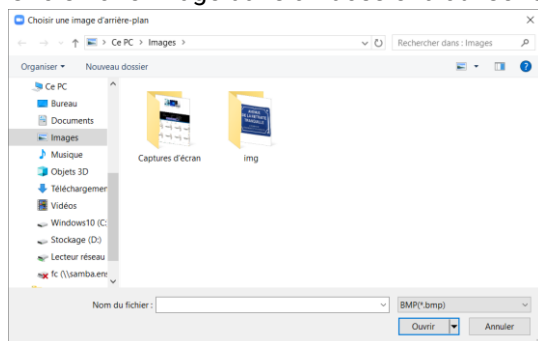 Choisir une image d'arrière-plan
Ce PC > Images >
Rechercher dans : Images
Organiser
Nouveau dossier
Ce PC
Bureau
Documents
Images
Musique
Objets 3D
Téléchargemer
Vidéos
Windows10 (C:
Stockage (D:)
Lecteur réseau
fc (\\samba.ens
Captures d'écran
img
Nom du fichier :
BMP(*.bmp)
Ouvrir
Annuler